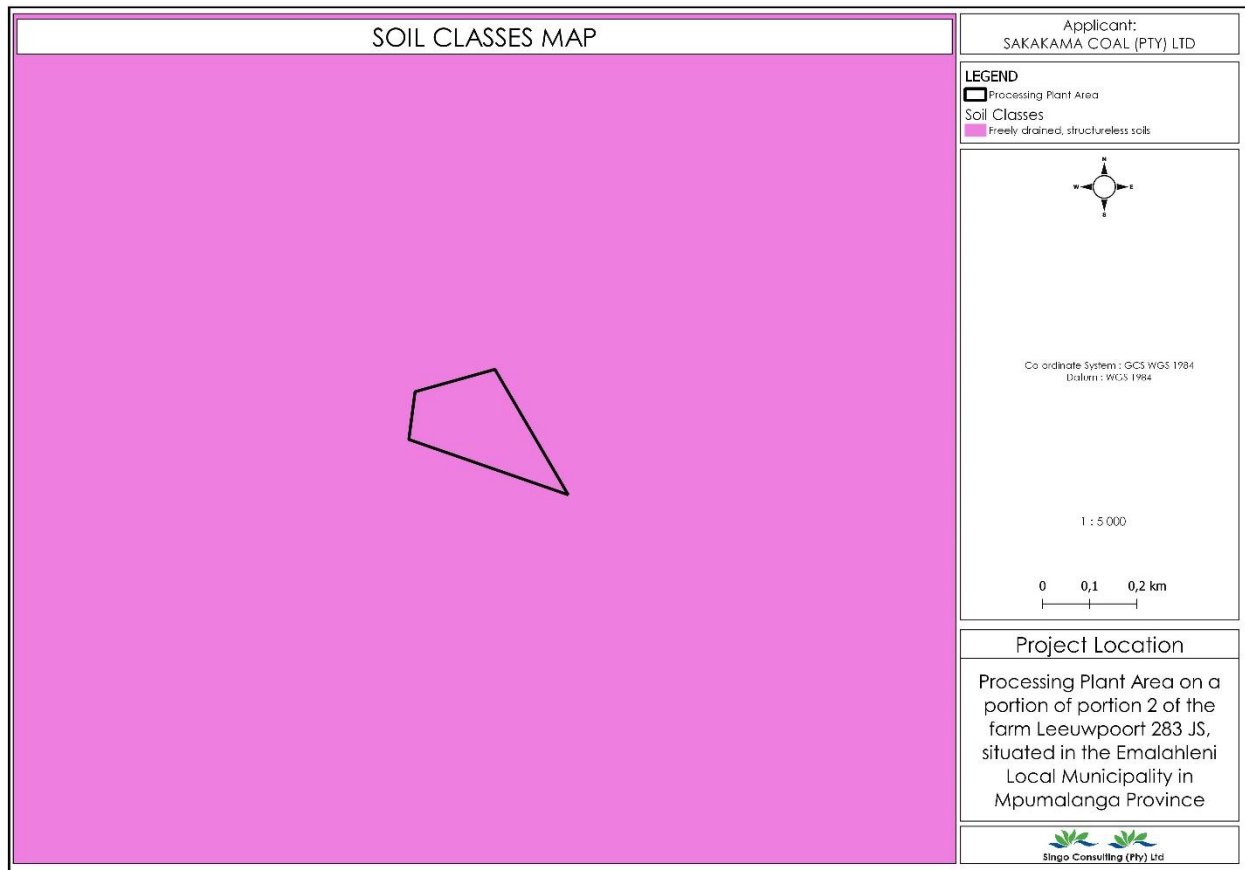 SOIL CLASSES MAP
Applicant:
SAKAKAMA COAL (PTY) LTD
LEGEND
Processing Plant Area
Soil Classes
Freely drained, structureless soils
N
W E
S
Co ordinate System : GCS WGS 1984
Datum : WGS 1984
1 : 5 000
0 0,1 0,2 km
Project Location
Processing Plant Area on a
portion of portion 2 of the
farm Leeuwpoort 283 JS,
situated in the Emalahleni
Local Municipality in
Mpumalanga Province
Singo Consulting (Pty) Ltd